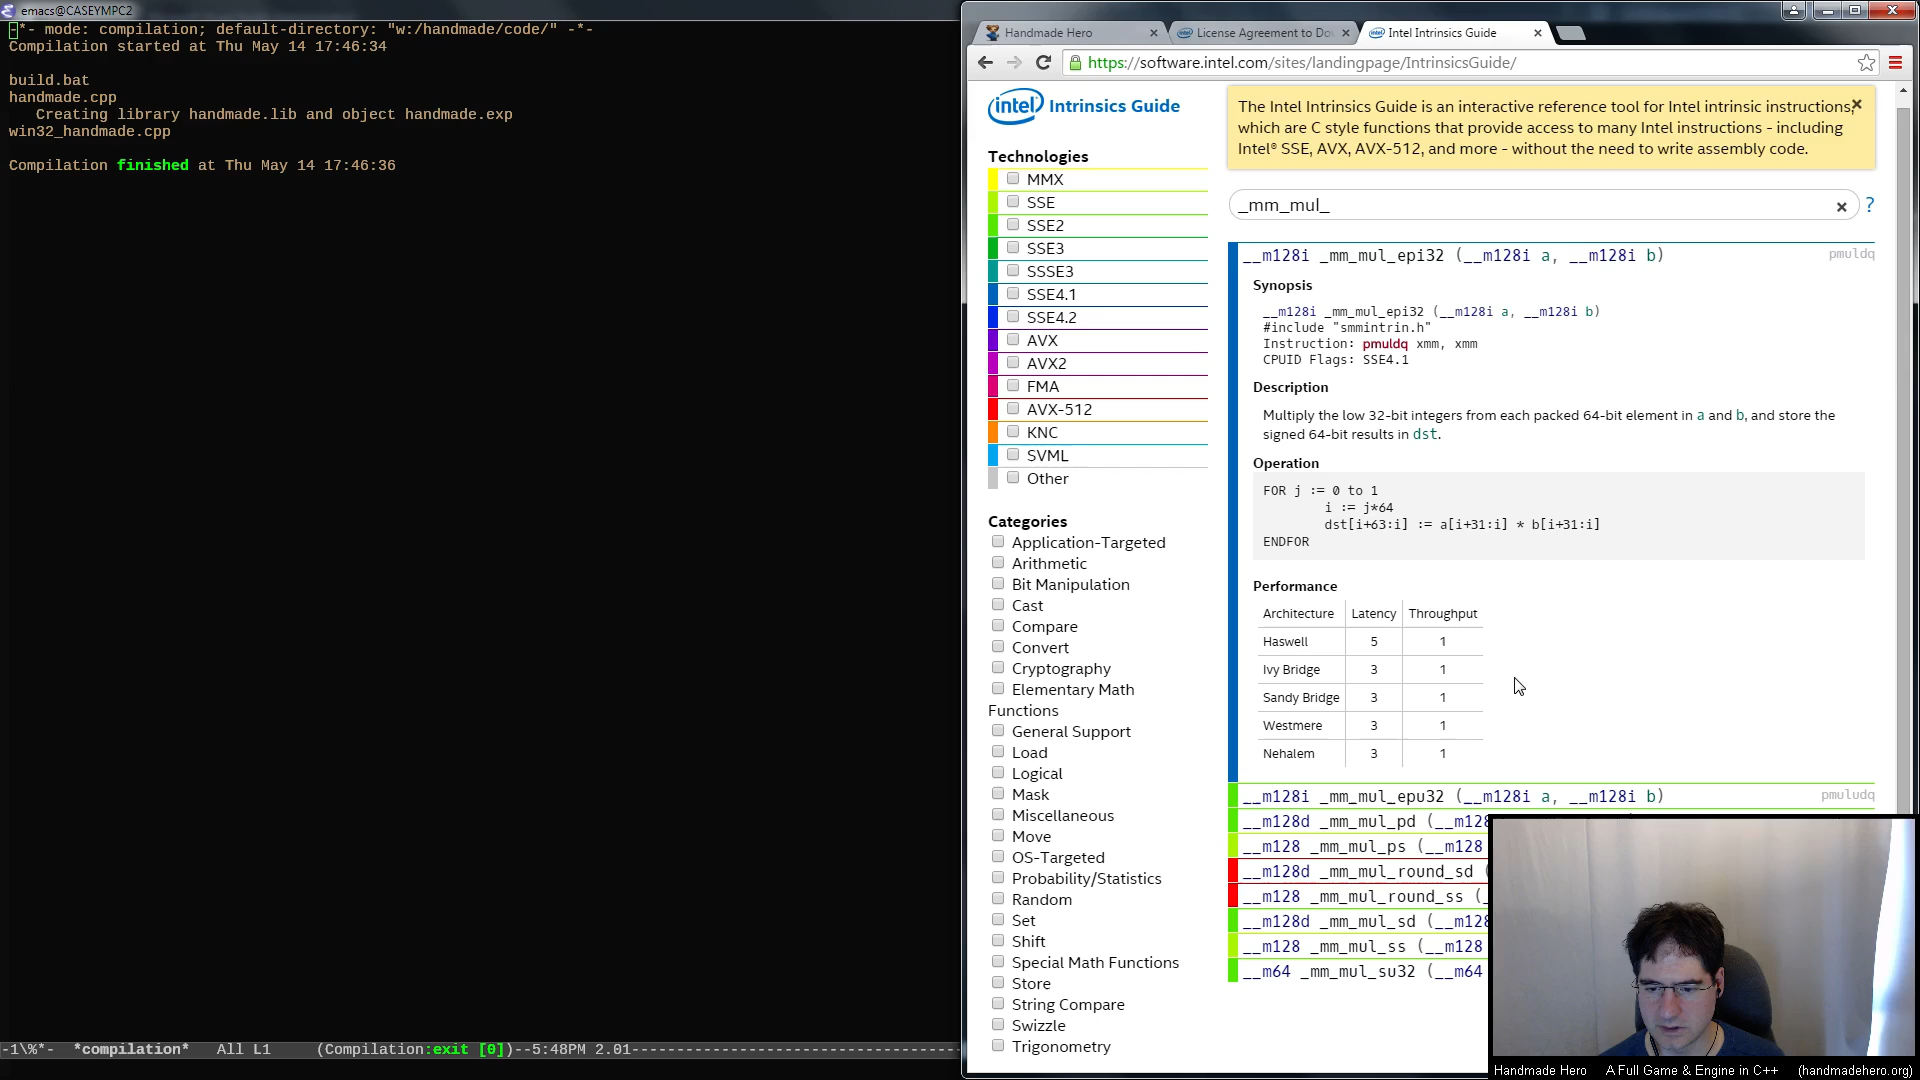 emacs@CASEYMPC2
-*- mode: compilation; default-directory: "w:/handmade/code/" -*-
Compilation started at Thu May 14 17:46:34
build.bat
handmade.cpp
Creating library handmade.lib and object handmade.exp
win32_handmade.cpp
Compilation finished at Thu May 14 17:46:36
-1\%*- *compilation* All L1 (Compilation:exit [0])--5:48PM 2.01
Handmade Hero
License Agreement to Do
Intel Intrinsics Guide
https://software.intel.com/sites/landingpage/IntrinsicsGuide/
intel Intrinsics Guide
The Intel Intrinsics Guide is an interactive reference tool for Intel intrinsic instructions,
which are C style functions that provide access to many Intel instructions - including
Intel® SSE, AVX, AVX-512, and more - without the need to write assembly code.
Technologies
MMX
SSE
SSE2
SSE3
SSSE3
SSE4.1
SSE4.2
AVX
AVX2
FMA
AVX-512
KNC
SVML
Other
Categories
Application-Targeted
Arithmetic
Bit Manipulation
Cast
Compare
Convert
Cryptography
Elementary Math
Functions
General Support
Load
Logical
Mask
Miscellaneous
Move
OS-Targeted
Probability/Statistics
Random
Set
Shift
Special Math Functions
Store
String Compare
Swizzle
Trigonometry
_mm_mul_
?
__m128i _mm_mul_epi32 (__m128i a, __m128i b) pmuldq
Synopsis
__m128i _mm_mul_epi32 (__m128i a, __m128i b)
#include "smmintrin.h"
Instruction: pmuldq xmm, xmm
CPUID Flags: SSE4.1
Description
Multiply the low 32-bit integers from each packed 64-bit element in a and b, and store the
signed 64-bit results in dst.
Operation
FOR j := 0 to 1
i := j*64
dst[i+63:i] := a[i+31:i] * b[i+31:i]
ENDFOR
Performance
Architecture Latency Throughput
Haswell 5 1
Ivy Bridge 3 1
Sandy Bridge 3 1
Westmere 3 1
Nehalem 3 1
__m128i _mm_mul_epu32 (__m128i a, __m128i b) pmuludq
__m128d _mm_mul_pd (__m128
__m128 _mm_mul_ps (__m128
__m128d _mm_mul_round_sd (
__m128 _mm_mul_round_ss (_
__m128d _mm_mul_sd (__m128
__m128 _mm_mul_ss (__m128
__m64 _mm_mul_su32 (__m64
Handmade Hero A Full Game & Engine in C++ (handmadehero.org)